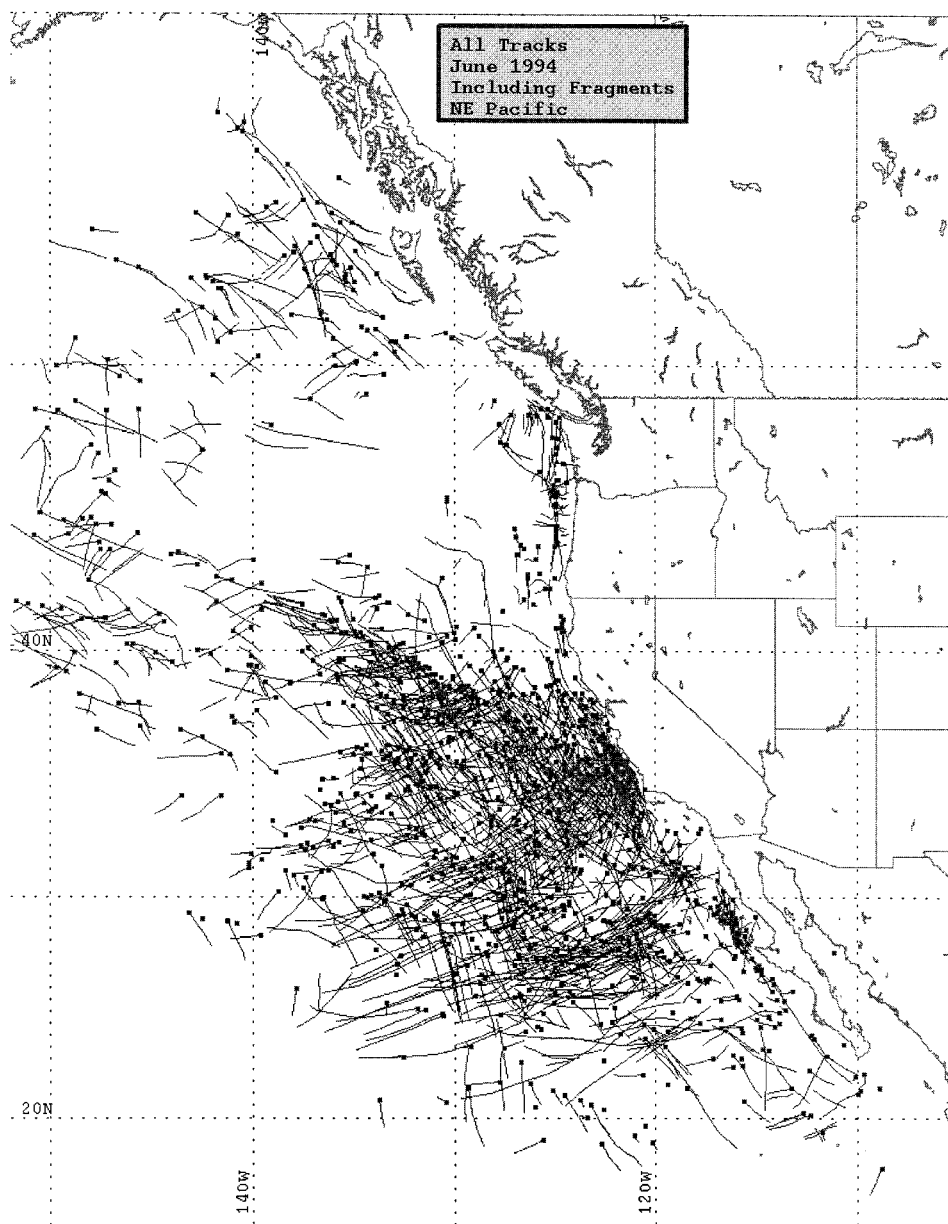 140W
All Tracks
June 1994
Including Fragments
NE Pacific
40N
20N
140W
120W